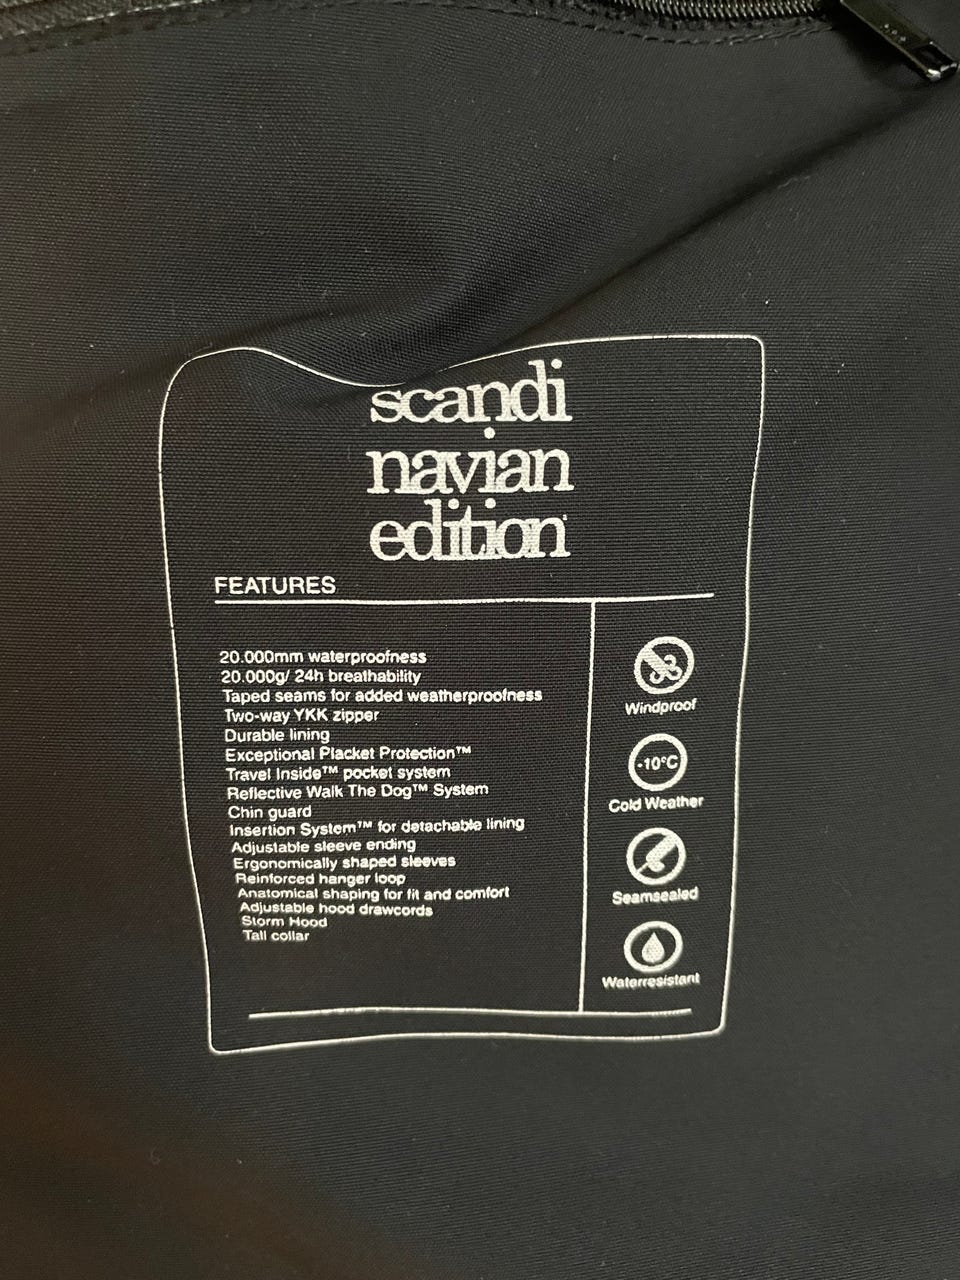 scandi
navian
edition
FEATURES
20.000mm waterproofness
20.000g/ 24h breathability
Taped seams for added weatherproofness
Two-way YKK zipper
Durable lining
Exceptional Placket Protection™
Travel Inside™ pocket system
Reflective Walk The Dog™ System
Chin guard
Insertion System™ for detachable lining
Adjustable sleeve ending
Ergonomically shaped sleeves
Reinforced hanger loop
Anatomical shaping for fit and comfort
Adjustable hood drawcords
Storm Hood
Tall collar
Windproof
-10°C
Cold Weather
Seamsealed
Waterresistant